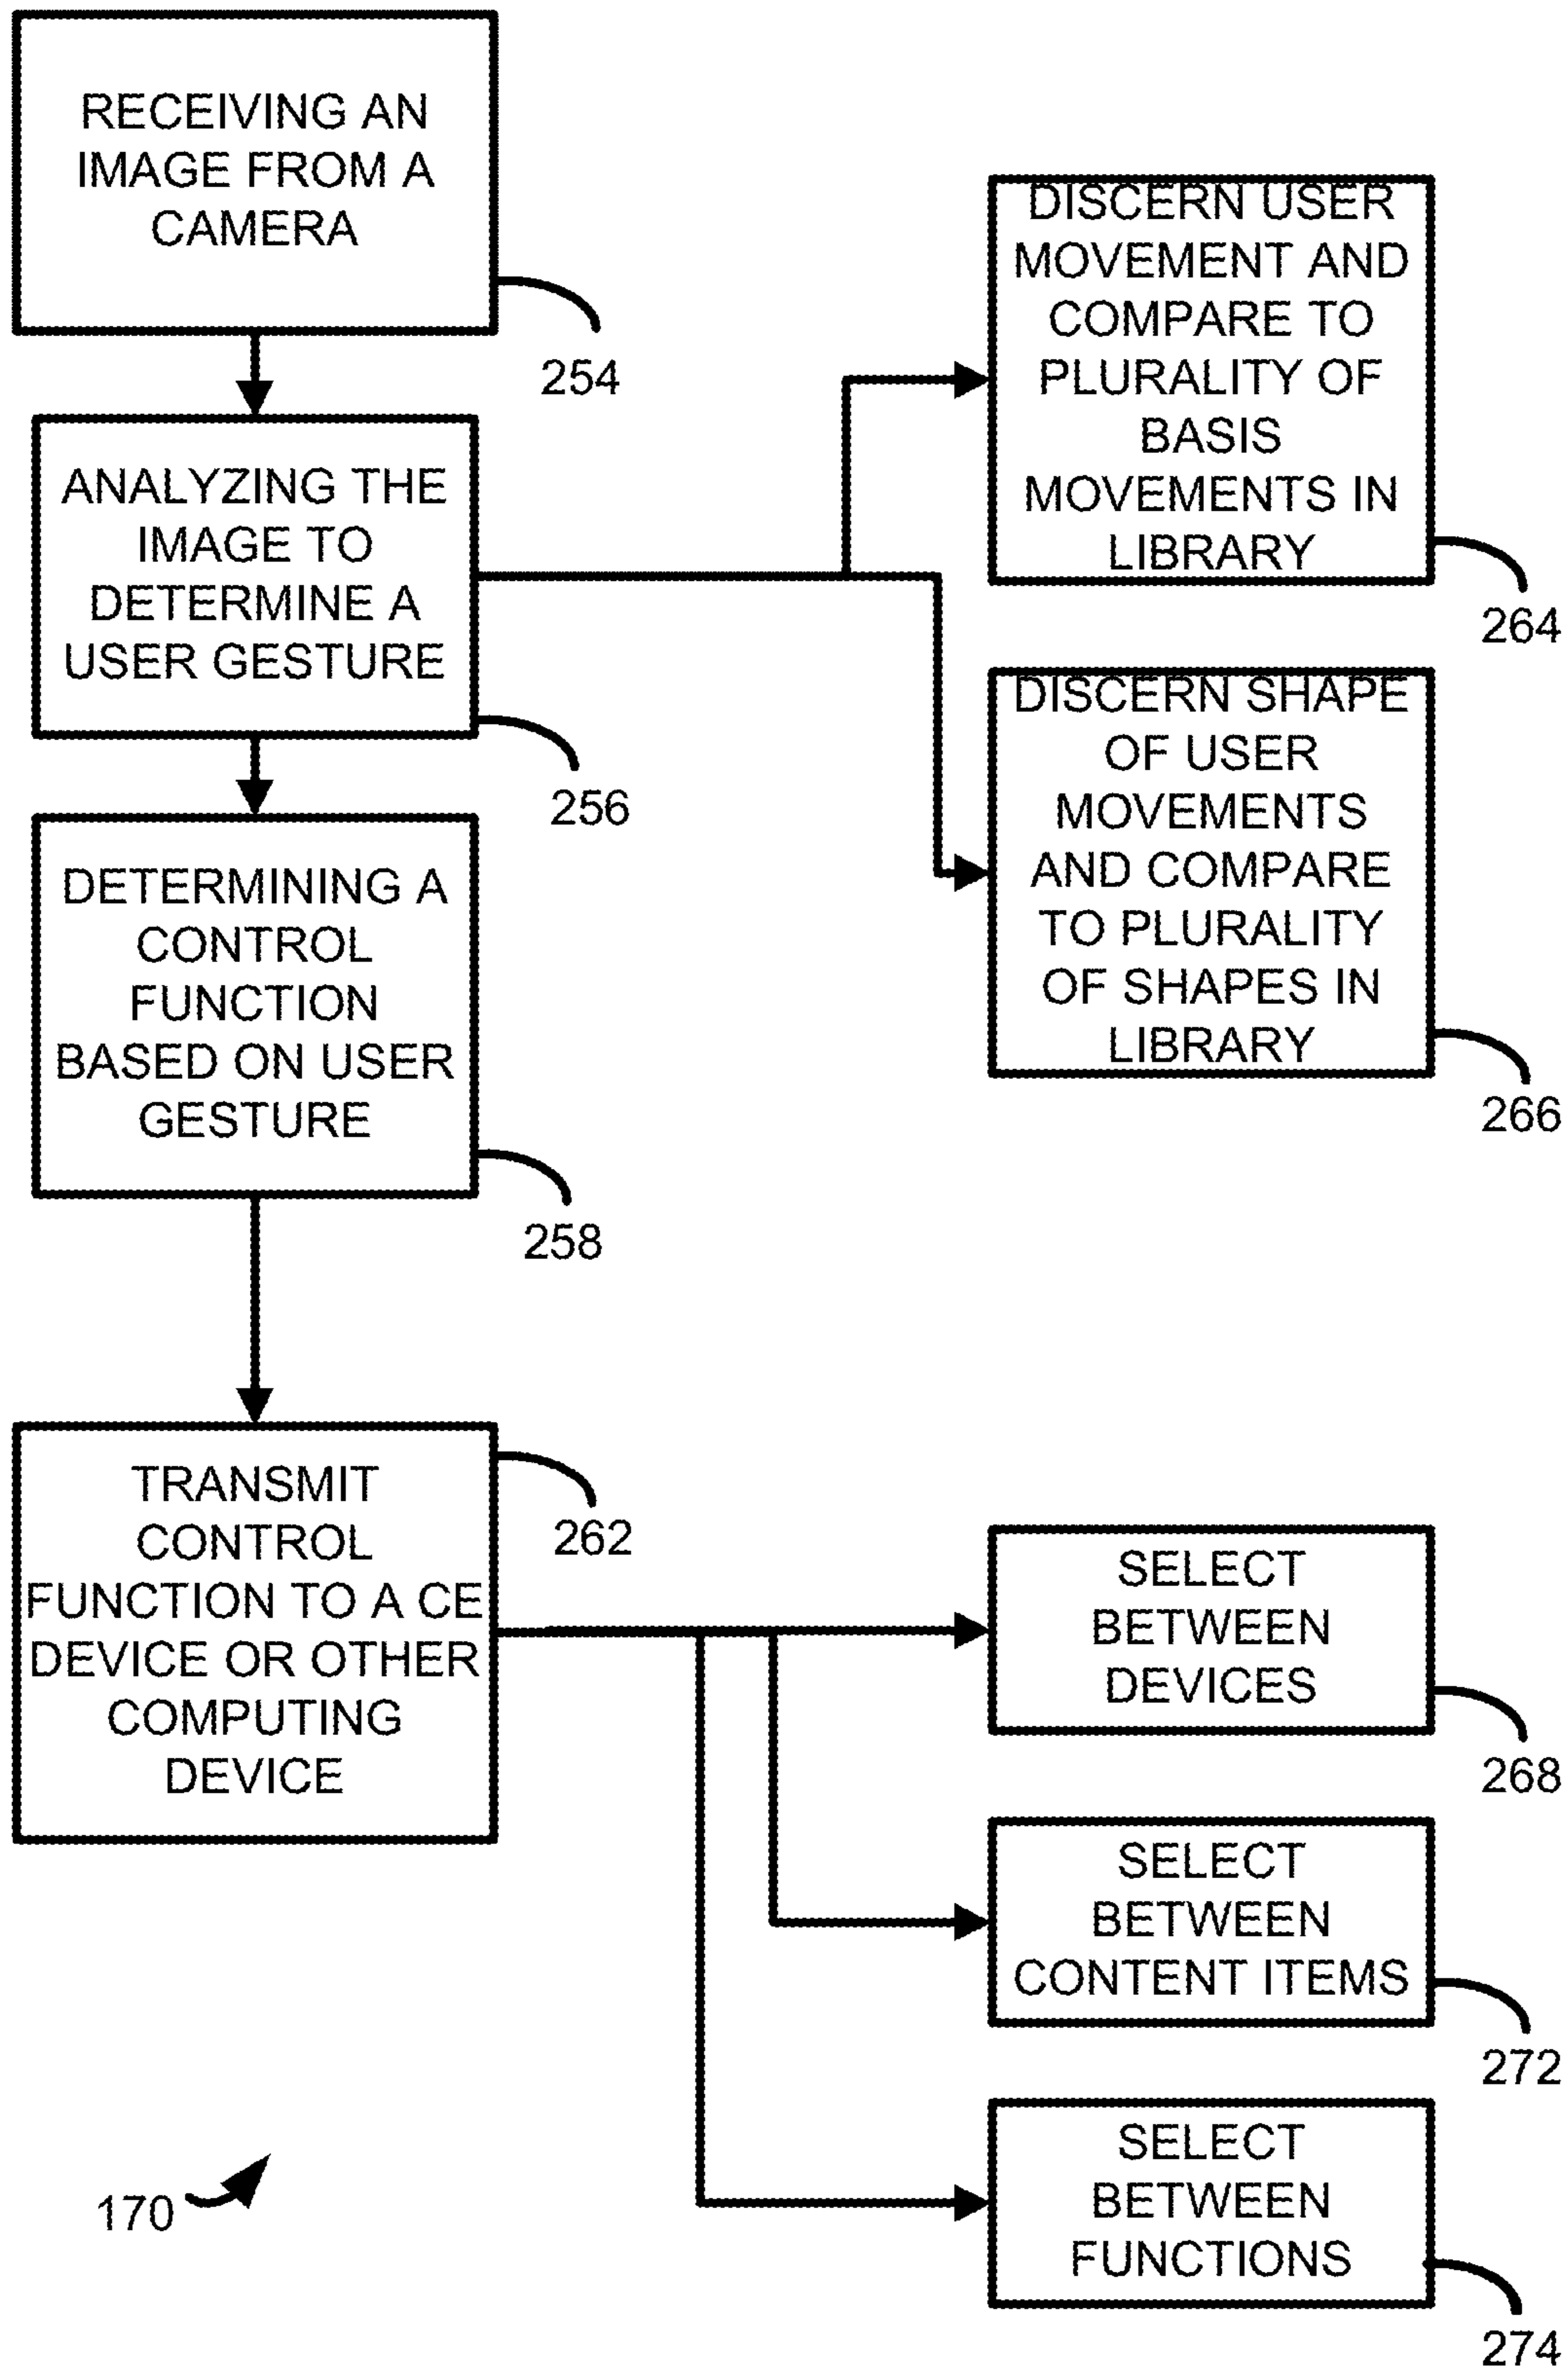 RECEIVING AN
IMAGE FROM A
CAMERA
254
ANALYZING THE
IMAGE TO
DETERMINE A
USER GESTURE
256
DETERMINING A
CONTROL
FUNCTION
BASED ON USER
GESTURE
258
TRANSMIT
CONTROL
FUNCTION TO A CE
DEVICE OR OTHER
COMPUTING
DEVICE
262
DISCERN USER
MOVEMENT AND
COMPARE TO
PLURALITY OF
BASIS
MOVEMENTS IN
LIBRARY
264
DISCERN SHAPE
OF USER
MOVEMENTS
AND COMPARE
TO PLURALITY
OF SHAPES IN
LIBRARY
266
SELECT
BETWEEN
DEVICES
268
SELECT
BETWEEN
CONTENT ITEMS
272
SELECT
BETWEEN
FUNCTIONS
274
170